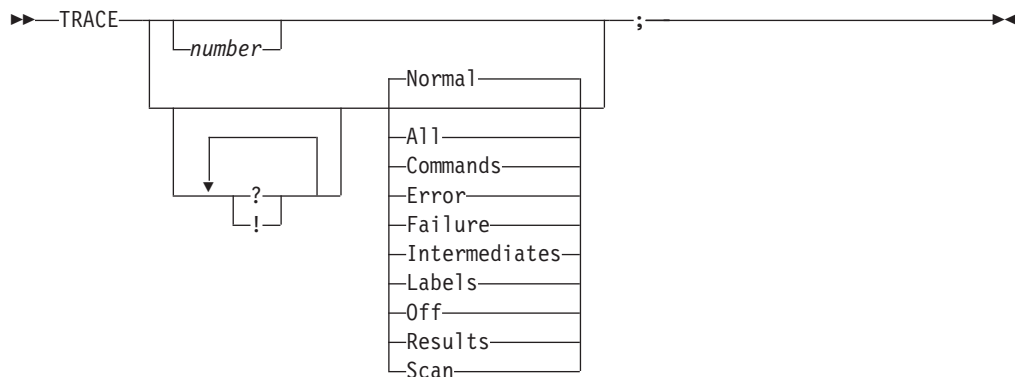 TRACE ;
number
Normal
All
Commands
?
Error
!
Failure
Intermediates
Labels
Off
Results
Scan